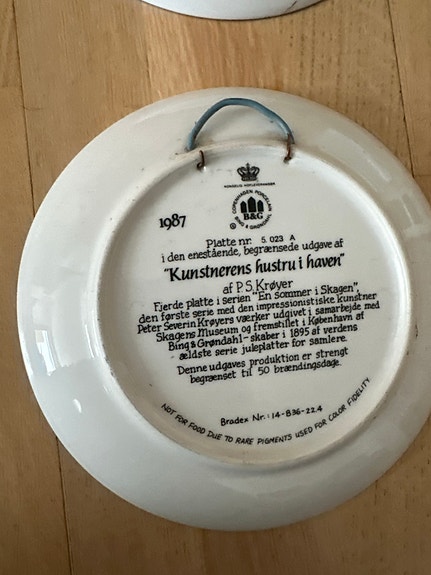 KONGELIG HOFLEVERANDØR
COPENHAGEN PORCELAIN
B&G
BING & GRØNDAHL
©
1987
Platte nr. 5.023 A
i den enestående, begrænsede udgave af
"Kunstnerens hustru i haven"
af P.S. Krøyer
Fjerde platte i serien "En sommer i Skagen",
den første serie med den impressionistiske kunstner
Peter Severin Krøyers værker udgivet i samarbejde med
Skagens Museum og fremstillet i København af
Bing & Grøndahl-skaber i 1895 af verdens
ældste serie juleplatter for samlere.
Denne udgaves produktion er strengt
begrænset til 50 brændingsdage.
Bradex Nr.: 14-B36-22.4
NOT FOR FOOD DUE TO RARE PIGMENTS USED FOR COLOR FIDELITY